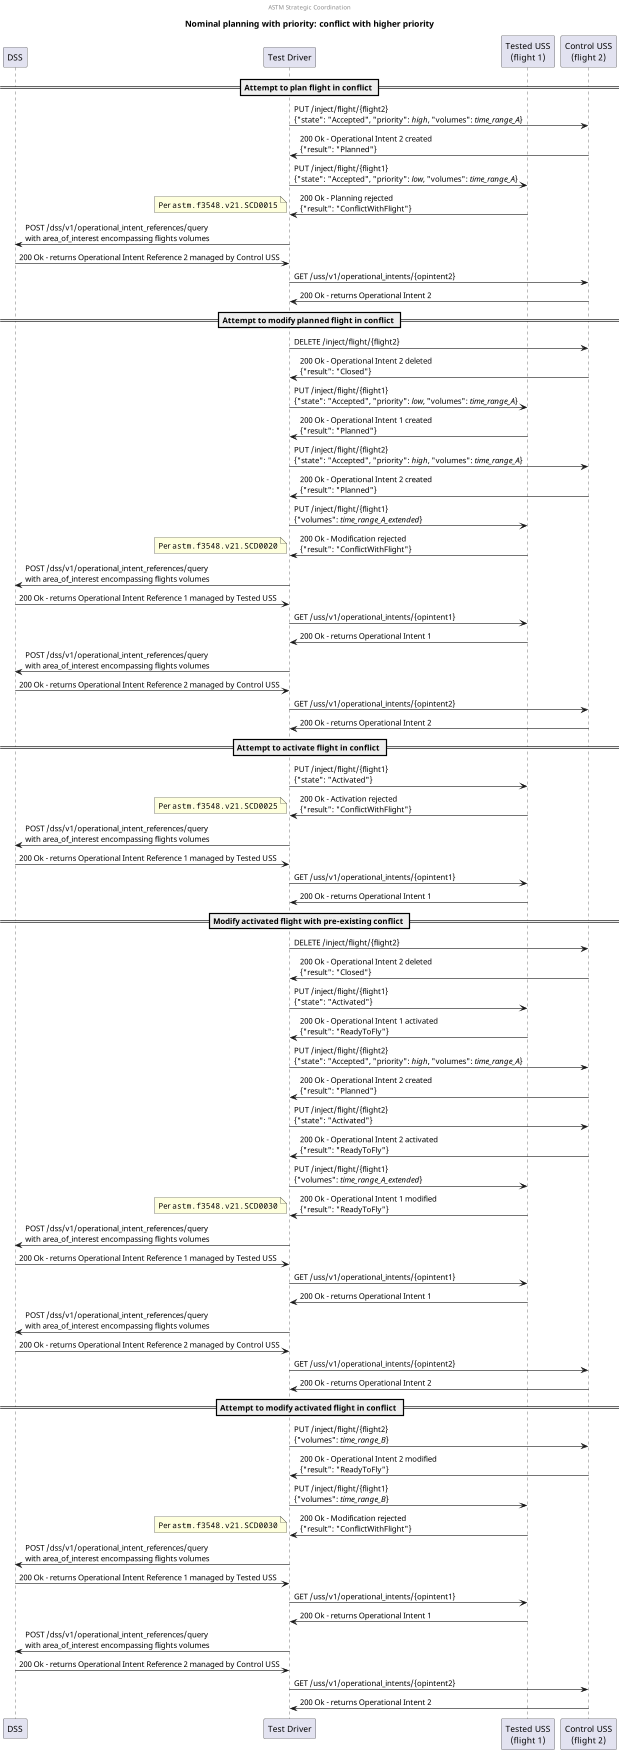 ASTM Strategic Coordination
Nominal planning with priority: conflict with higher priority
DSS
Test Driver
Tested USS
(flight 1)
Control USS
(flight 2)
Attempt to plan flight in conflict
PUT /inject/flight/{flight2}
{"state": "Accepted", "priority": high, "volumes": time_range_A}
200 Ok - Operational Intent 2 created
{"result": "Planned"}
PUT /inject/flight/{flight1}
{"state": "Accepted", "priority": low, "volumes": time_range_A}
200 Ok - Planning rejected
{"result": "ConflictWithFlight"}
Per astm.f3548.v21.SCD0015
POST /dss/v1/operational_intent_references/query
with area_of_interest encompassing flights volumes
200 Ok - returns Operational Intent Reference 2 managed by Control USS
GET /uss/v1/operational_intents/{opintent2}
200 Ok - returns Operational Intent 2
Attempt to modify planned flight in conflict
DELETE /inject/flight/{flight2}
200 Ok - Operational Intent 2 deleted
{"result": "Closed"}
PUT /inject/flight/{flight1}
{"state": "Accepted", "priority": low, "volumes": time_range_A}
200 Ok - Operational Intent 1 created
{"result": "Planned"}
PUT /inject/flight/{flight2}
{"state": "Accepted", "priority": high, "volumes": time_range_A}
200 Ok - Operational Intent 2 created
{"result": "Planned"}
PUT /inject/flight/{flight1}
{"volumes": time_range_A_extended}
200 Ok - Modification rejected
{"result": "ConflictWithFlight"}
Per astm.f3548.v21.SCD0020
POST /dss/v1/operational_intent_references/query
with area_of_interest encompassing flights volumes
200 Ok - returns Operational Intent Reference 1 managed by Tested USS
GET /uss/v1/operational_intents/{opintent1}
200 Ok - returns Operational Intent 1
POST /dss/v1/operational_intent_references/query
with area_of_interest encompassing flights volumes
200 Ok - returns Operational Intent Reference 2 managed by Control USS
GET /uss/v1/operational_intents/{opintent2}
200 Ok - returns Operational Intent 2
Attempt to activate flight in conflict
PUT /inject/flight/{flight1}
{"state": "Activated"}
200 Ok - Activation rejected
{"result": "ConflictWithFlight"}
Per astm.f3548.v21.SCD0025
POST /dss/v1/operational_intent_references/query
with area_of_interest encompassing flights volumes
200 Ok - returns Operational Intent Reference 1 managed by Tested USS
GET /uss/v1/operational_intents/{opintent1}
200 Ok - returns Operational Intent 1
Modify activated flight with pre-existing conflict
DELETE /inject/flight/{flight2}
200 Ok - Operational Intent 2 deleted
{"result": "Closed"}
PUT /inject/flight/{flight1}
{"state": "Activated"}
200 Ok - Operational Intent 1 activated
{"result": "ReadyToFly"}
PUT /inject/flight/{flight2}
{"state": "Accepted", "priority": high, "volumes": time_range_A}
200 Ok - Operational Intent 2 created
{"result": "Planned"}
PUT /inject/flight/{flight2}
{"state": "Activated"}
200 Ok - Operational Intent 2 activated
{"result": "ReadyToFly"}
PUT /inject/flight/{flight1}
{"volumes": time_range_A_extended}
200 Ok - Operational Intent 1 modified
{"result": "ReadyToFly"}
Per astm.f3548.v21.SCD0030
POST /dss/v1/operational_intent_references/query
with area_of_interest encompassing flights volumes
200 Ok - returns Operational Intent Reference 1 managed by Tested USS
GET /uss/v1/operational_intents/{opintent1}
200 Ok - returns Operational Intent 1
POST /dss/v1/operational_intent_references/query
with area_of_interest encompassing flights volumes
200 Ok - returns Operational Intent Reference 2 managed by Control USS
GET /uss/v1/operational_intents/{opintent2}
200 Ok - returns Operational Intent 2
Attempt to modify activated flight in conflict
PUT /inject/flight/{flight2}
{"volumes": time_range_B}
200 Ok - Operational Intent 2 modified
{"result": "ReadyToFly"}
PUT /inject/flight/{flight1}
{"volumes": time_range_B}
200 Ok - Modification rejected
{"result": "ConflictWithFlight"}
Per astm.f3548.v21.SCD0030
POST /dss/v1/operational_intent_references/query
with area_of_interest encompassing flights volumes
200 Ok - returns Operational Intent Reference 1 managed by Tested USS
GET /uss/v1/operational_intents/{opintent1}
200 Ok - returns Operational Intent 1
POST /dss/v1/operational_intent_references/query
with area_of_interest encompassing flights volumes
200 Ok - returns Operational Intent Reference 2 managed by Control USS
GET /uss/v1/operational_intents/{opintent2}
200 Ok - returns Operational Intent 2
DSS
Test Driver
Tested USS
(flight 1)
Control USS
(flight 2)